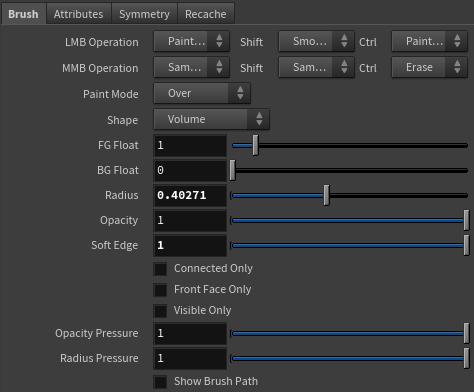 Brush Attributes Symmetry Recache
LMB Operation Paint... Shift Smo... Ctrl Paint...
MMB Operation Sam... Shift Sam... Ctrl Erase
Paint Mode Over
Shape Volume
FG Float 1
BG Float 0
Radius 0.40271
Opacity 1
Soft Edge 1
Connected Only
Front Face Only
Visible Only
Opacity Pressure 1
Radius Pressure 1
Show Brush Path